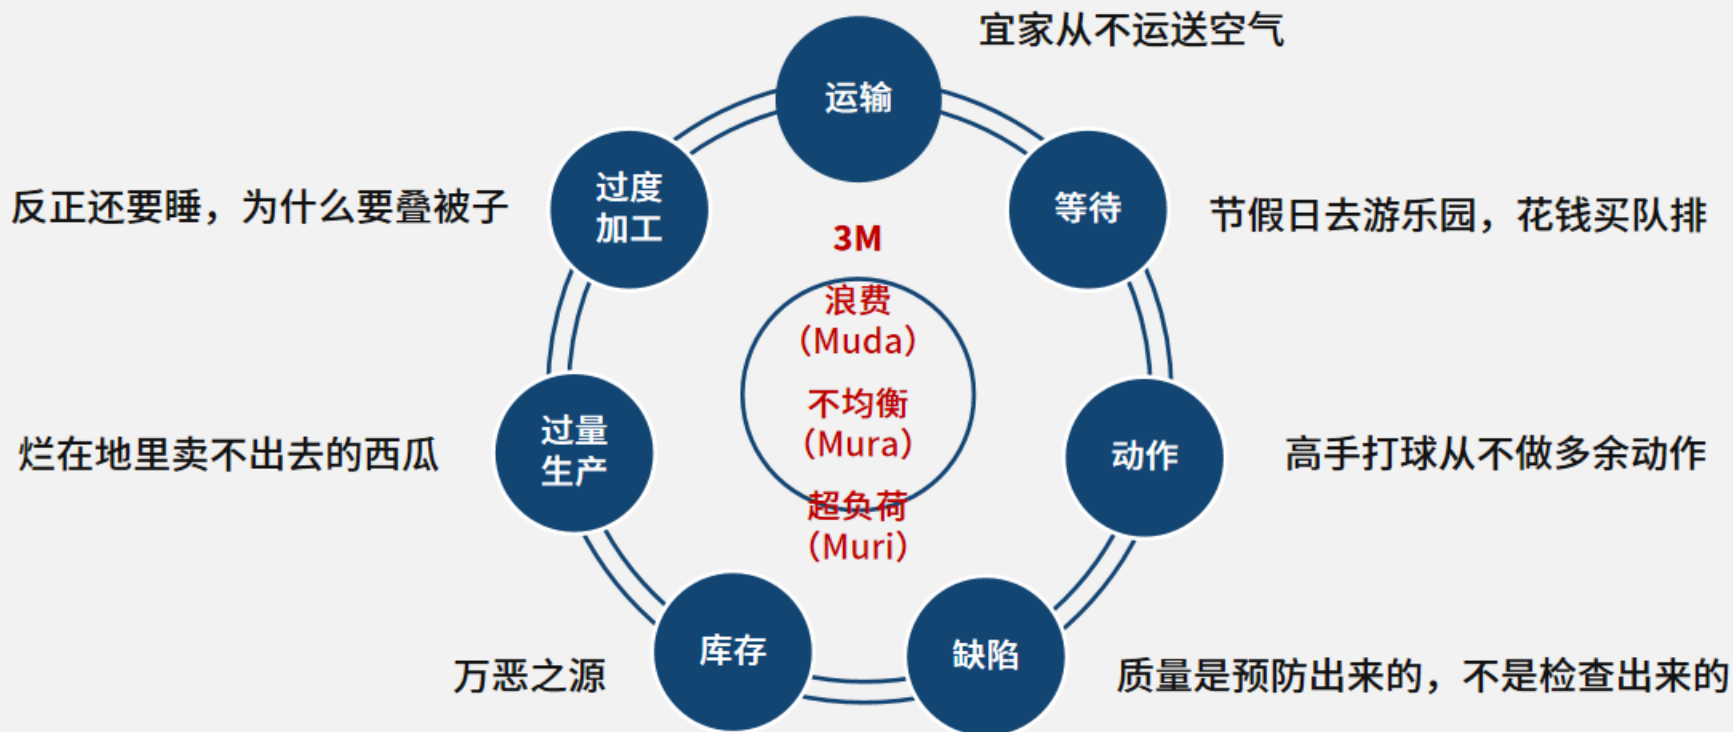 宜家从不运送空气
运输
过度
加工
反正还要睡，为什么要叠被子
等待
节假日去游乐园，花钱买队排
3M
浪费
（Muda）
不均衡
（Mura）
超负荷
（Muri）
过量
生产
烂在地里卖不出去的西瓜
动作
高手打球从不做多余动作
库存
万恶之源
缺陷
质量是预防出来的，不是检查出来的